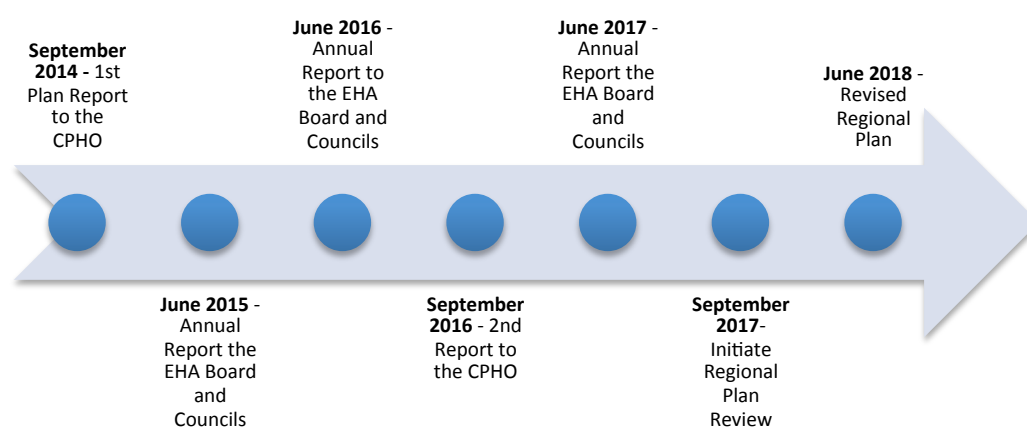 September
2014 - 1st
Plan Report
to the
CPHO
June 2015 -
Annual
Report the
EHA Board
and
Councils
June 2016 -
Annual
Report to
the EHA
Board and
Councils
September
2016 - 2nd
Report to
the CPHO
June 2017 -
Annual
Report the
EHA Board
and
Councils
September
2017-
Initiate
Regional
Plan
Review
June 2018 -
Revised
Regional
Plan